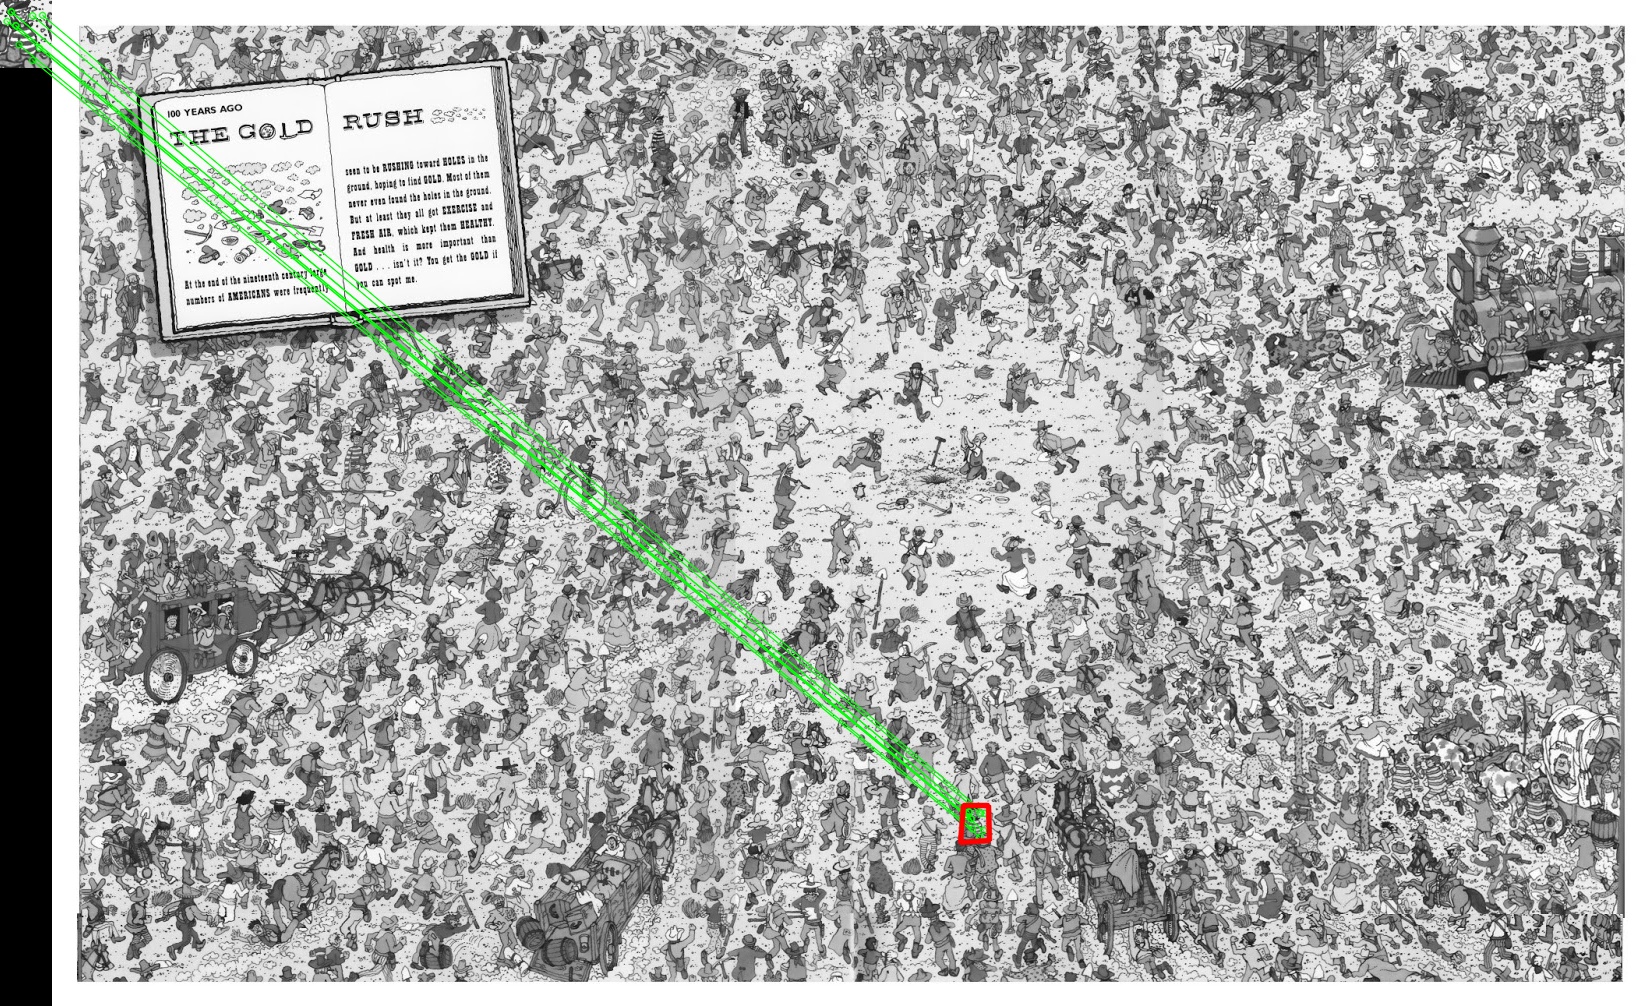 100 YEARS AGO
THE GOLD RUSH
At the end of the nineteenth century large
numbers of AMERICANS were frequently
seen to be RUSHING toward HOLES in the
ground, hoping to find GOLD. Most of them
never even found the holes in the ground.
But at least they all got EXERCISE and
FRESH AIR, which kept them HEALTHY.
And health is more important than
GOLD . . . isn't it? You get the GOLD if
you can spot me.